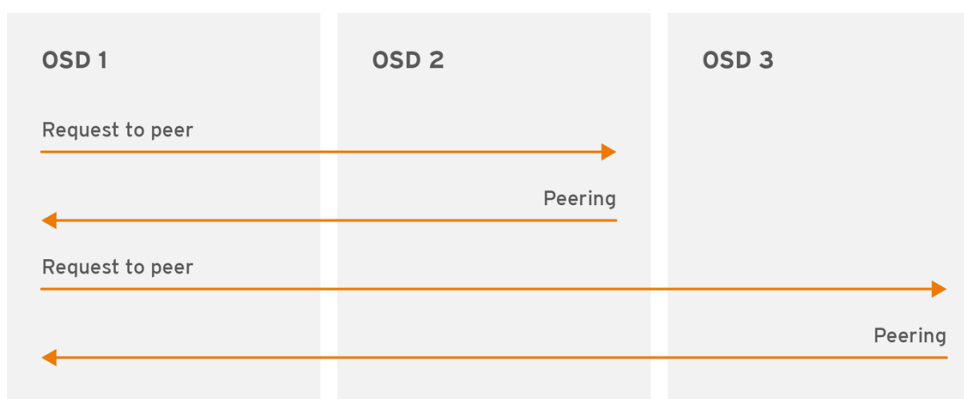 OSD 1
OSD 2
OSD 3
Request to peer
Peering
Request to peer
Peering